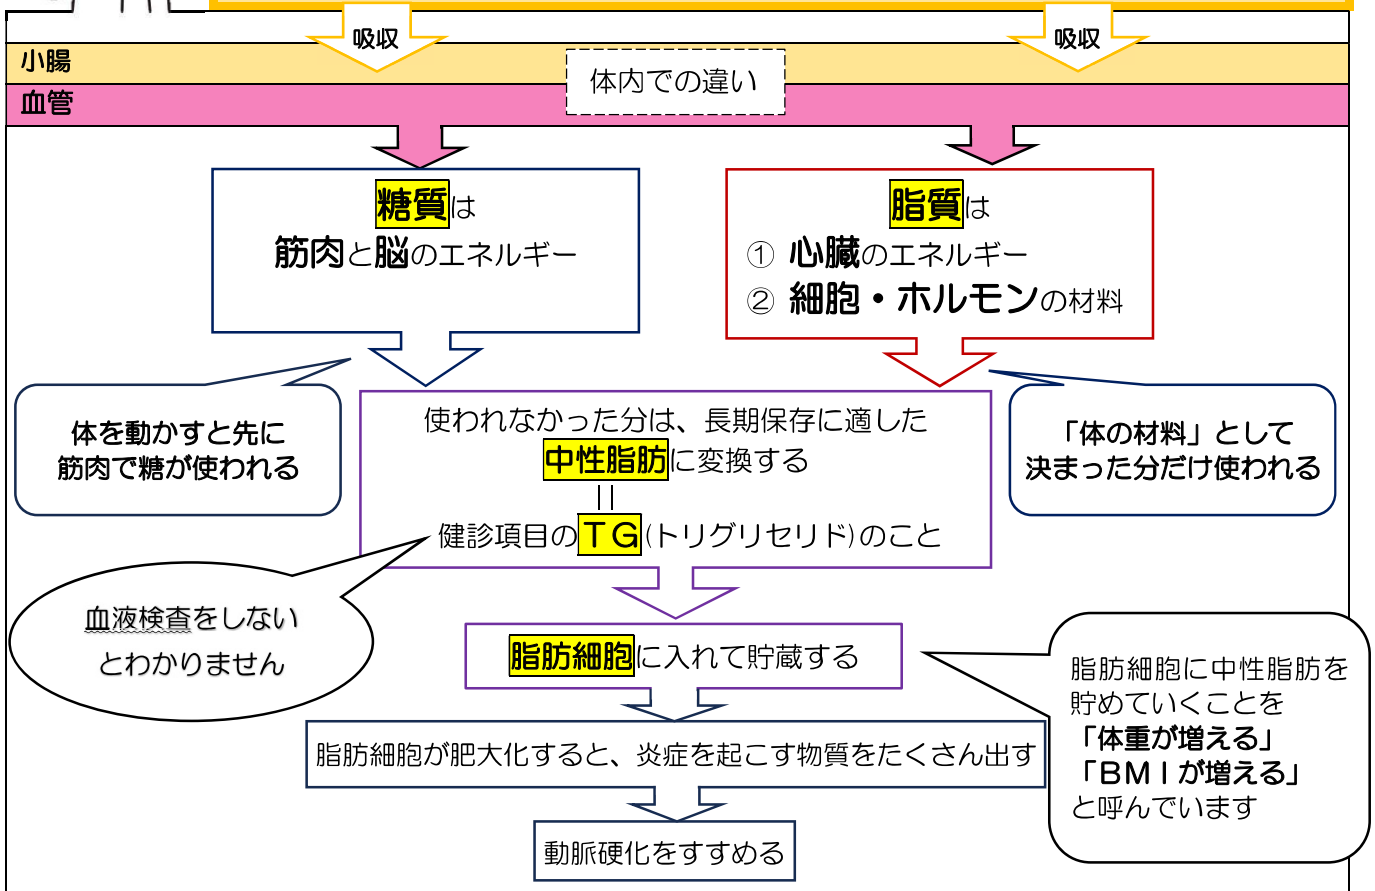 吸収
吸収
小腸
体内での違い
血管
糖質は
筋肉と脳のエネルギー
脂質は
① 心臓のエネルギー
② 細胞・ホルモンの材料
体を動かすと先に
筋肉で糖が使われる
使われなかった分は、長期保存に適した
中性脂肪に変換する
||
健診項目のTG(トリグリセリド)のこと
「体の材料」として
決まった分だけ使われる
血液検査をしない
とわかりません
脂肪細胞に入れて貯蔵する
脂肪細胞に中性脂肪を
貯めていくことを
「体重が増える」
「BMIが増える」
と呼んでいます
脂肪細胞が肥大化すると、炎症を起こす物質をたくさん出す
動脈硬化をすすめる